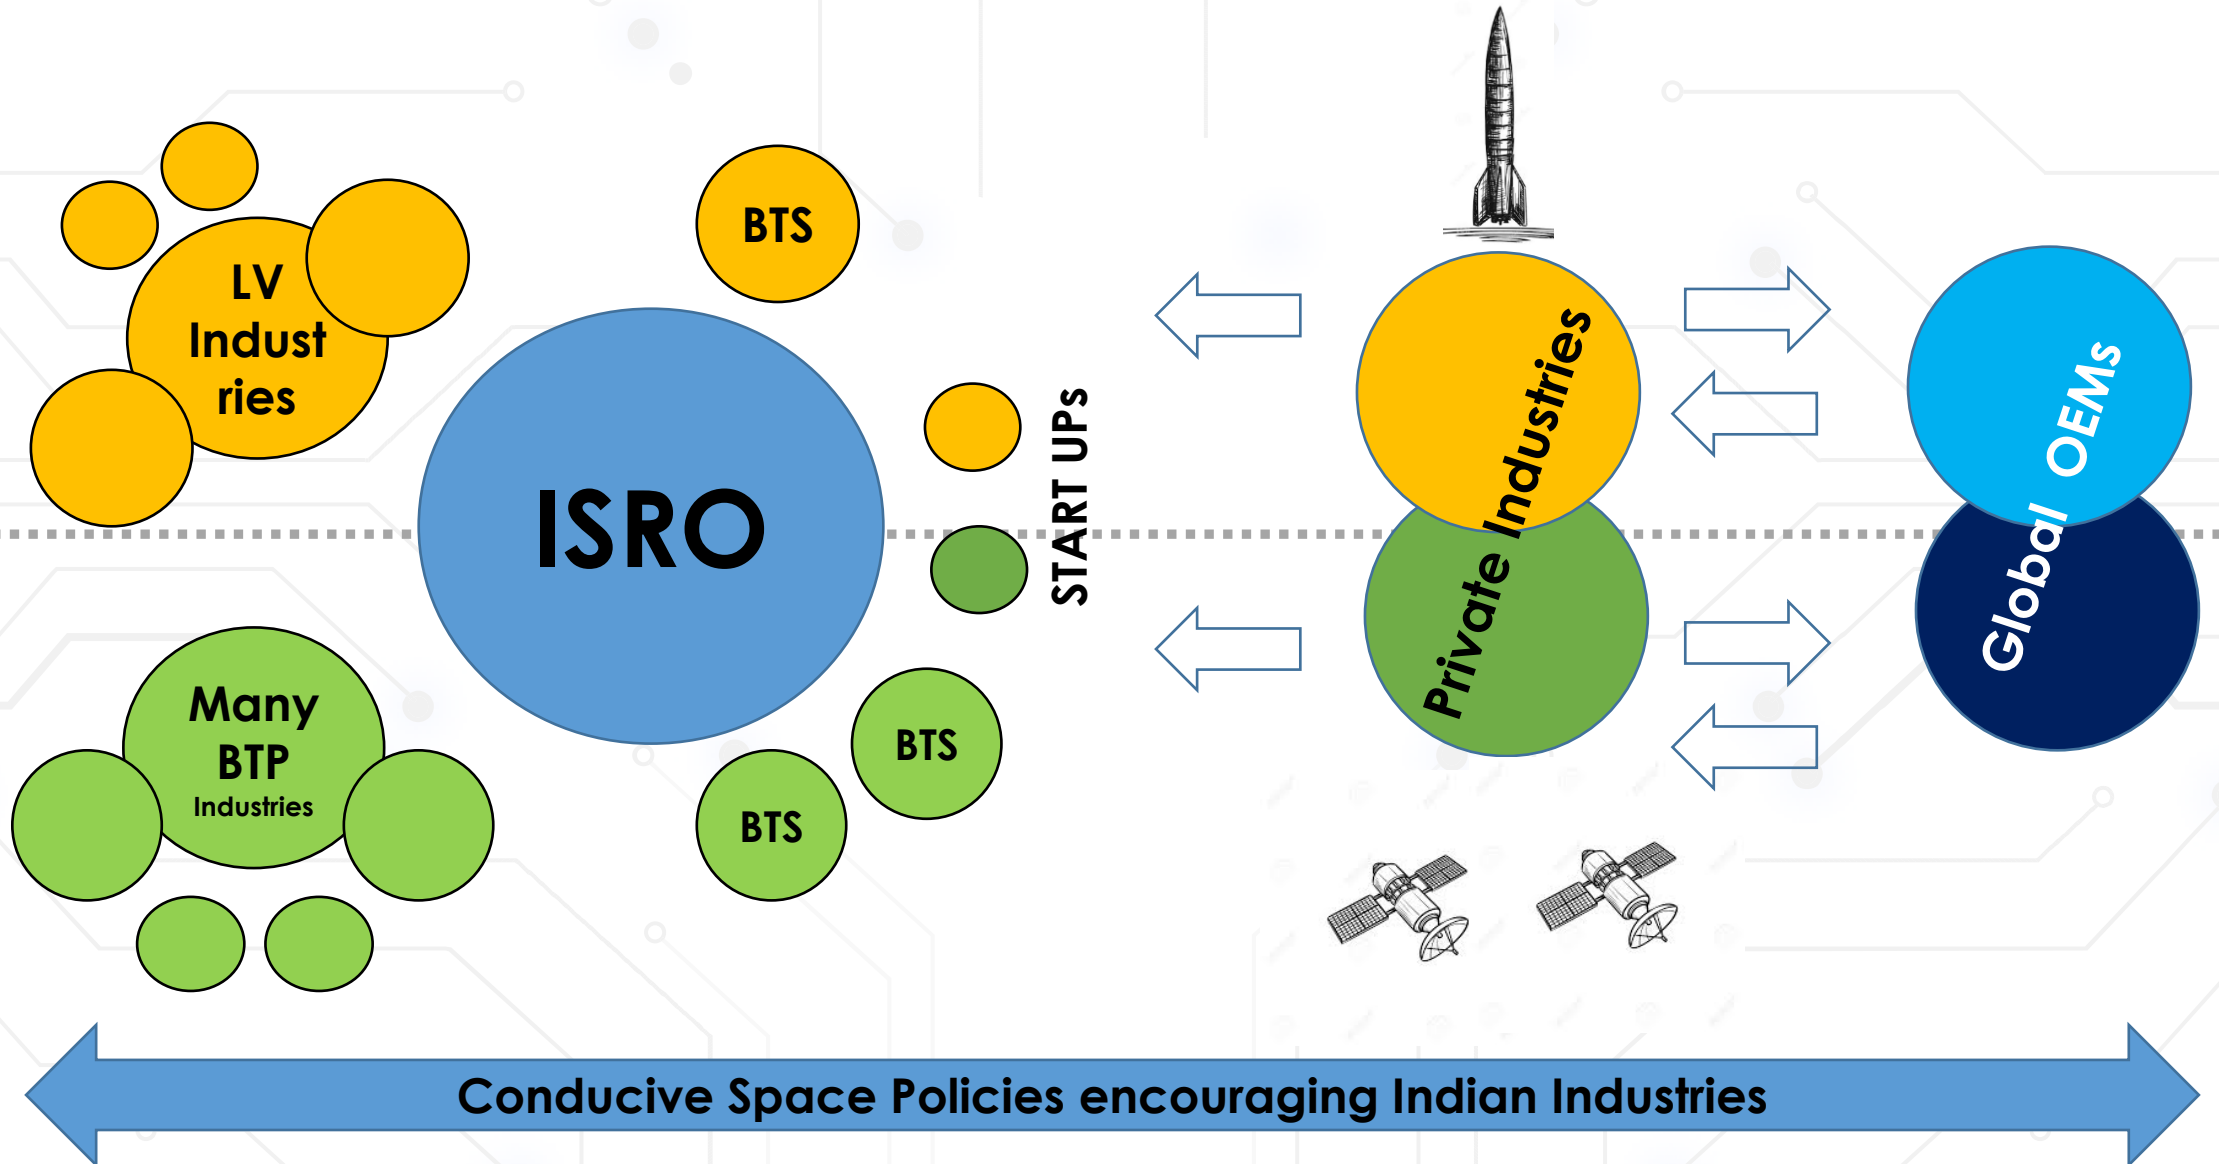 BTS
LV
Indust
ries
ISRO
START UPs
Private Industries
Global OEMs
Many
BTP
Industries
BTS
BTS
Conducive Space Policies encouraging Indian Industries